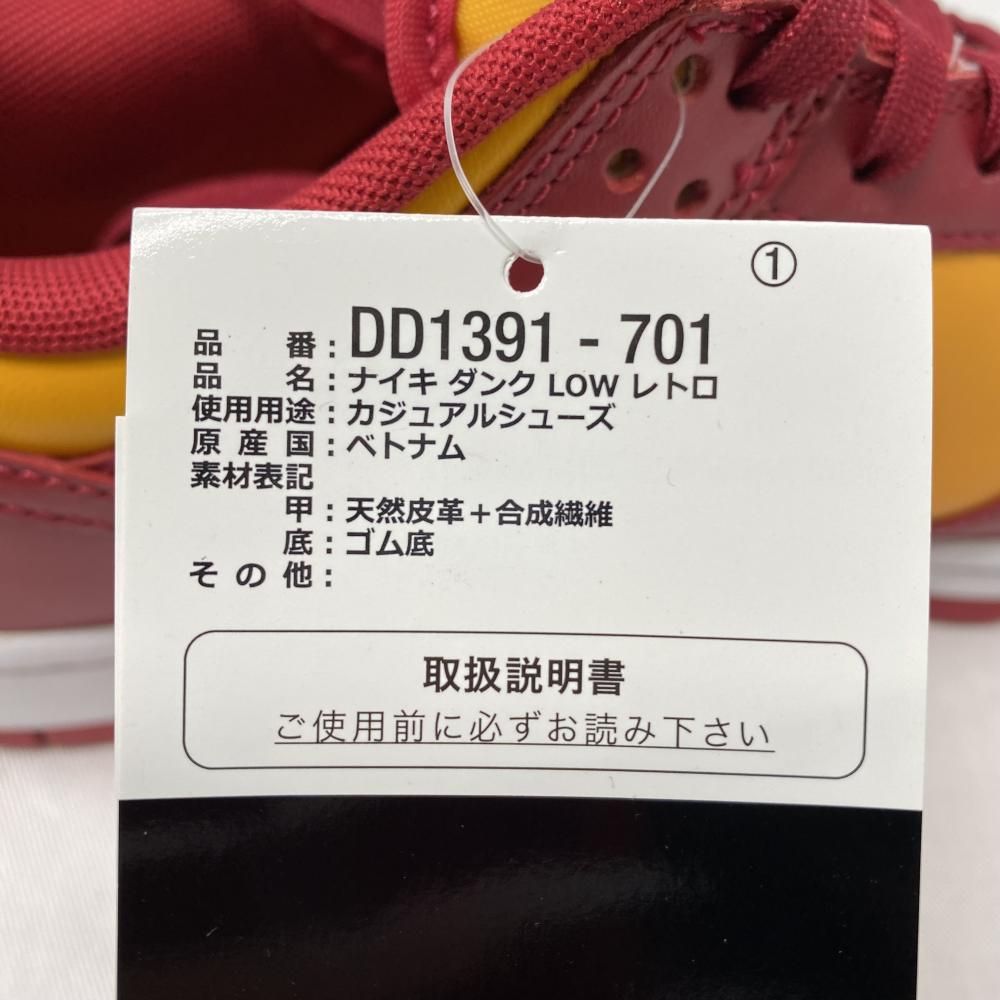 ①
品番：DD1391 - 701
品名：ナイキ ダンク LOW レトロ
使用用途：カジュアルシューズ
原産国：ベトナム
素材表記
甲：天然皮革＋合成繊維
底：ゴム底
その他：
取扱説明書
ご使用前に必ずお読み下さい